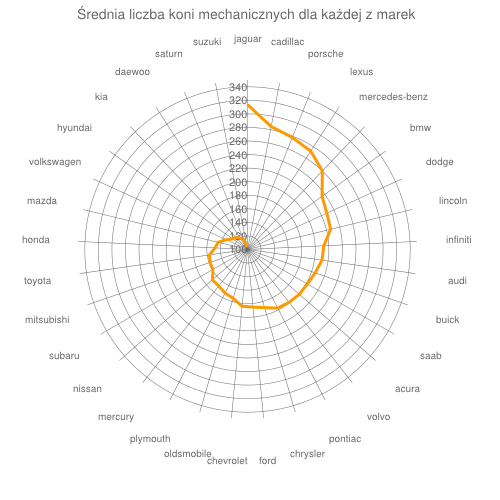 Średnia liczba koni mechanicznych dla każdej z marek
jaguar
cadillac
porsche
lexus
mercedes-benz
bmw
dodge
lincoln
infiniti
audi
buick
saab
acura
volvo
pontiac
chrysler
ford
chevrolet
oldsmobile
plymouth
mercury
nissan
subaru
mitsubishi
toyota
honda
mazda
volkswagen
hyundai
kia
daewoo
saturn
suzuki
340
320
300
280
260
240
220
200
180
160
140
120
100